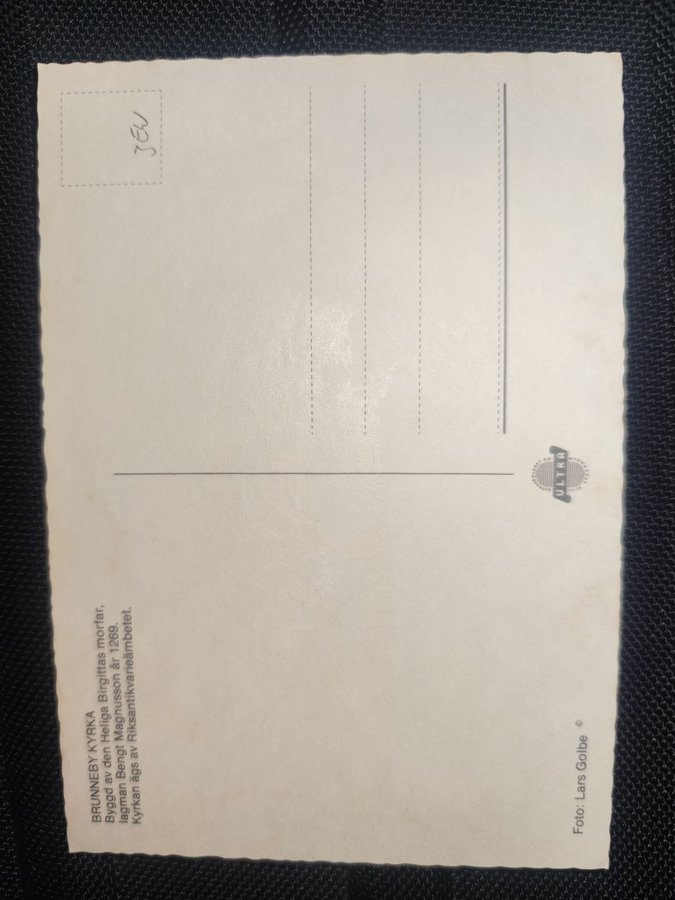 BRUNNEBY KYRKA
Byggd av den Heliga Birgittas morfar,
lagman Bengt Magnusson år 1269.
Kyrkan ägs av Riksantikvarieämbetet.
ULTRA
Foto: Lars Golbe ©